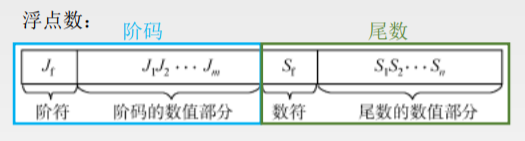 浮点数：
阶码 尾数
J_f J_1J_2 ··· J_m S_f S_1S_2 ··· S_n
阶符 阶码的数值部分 数符 尾数的数值部分